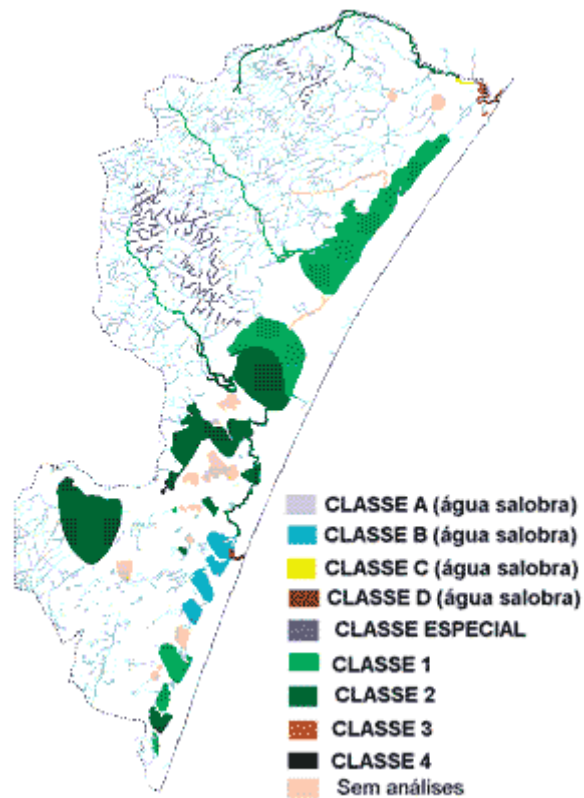 CLASSE A (água salobra)
CLASSE B (água salobra)
CLASSE C (água salobra)
CLASSE D (água salobra)
CLASSE ESPECIAL
CLASSE 1
CLASSE 2
CLASSE 3
CLASSE 4
Sem análises